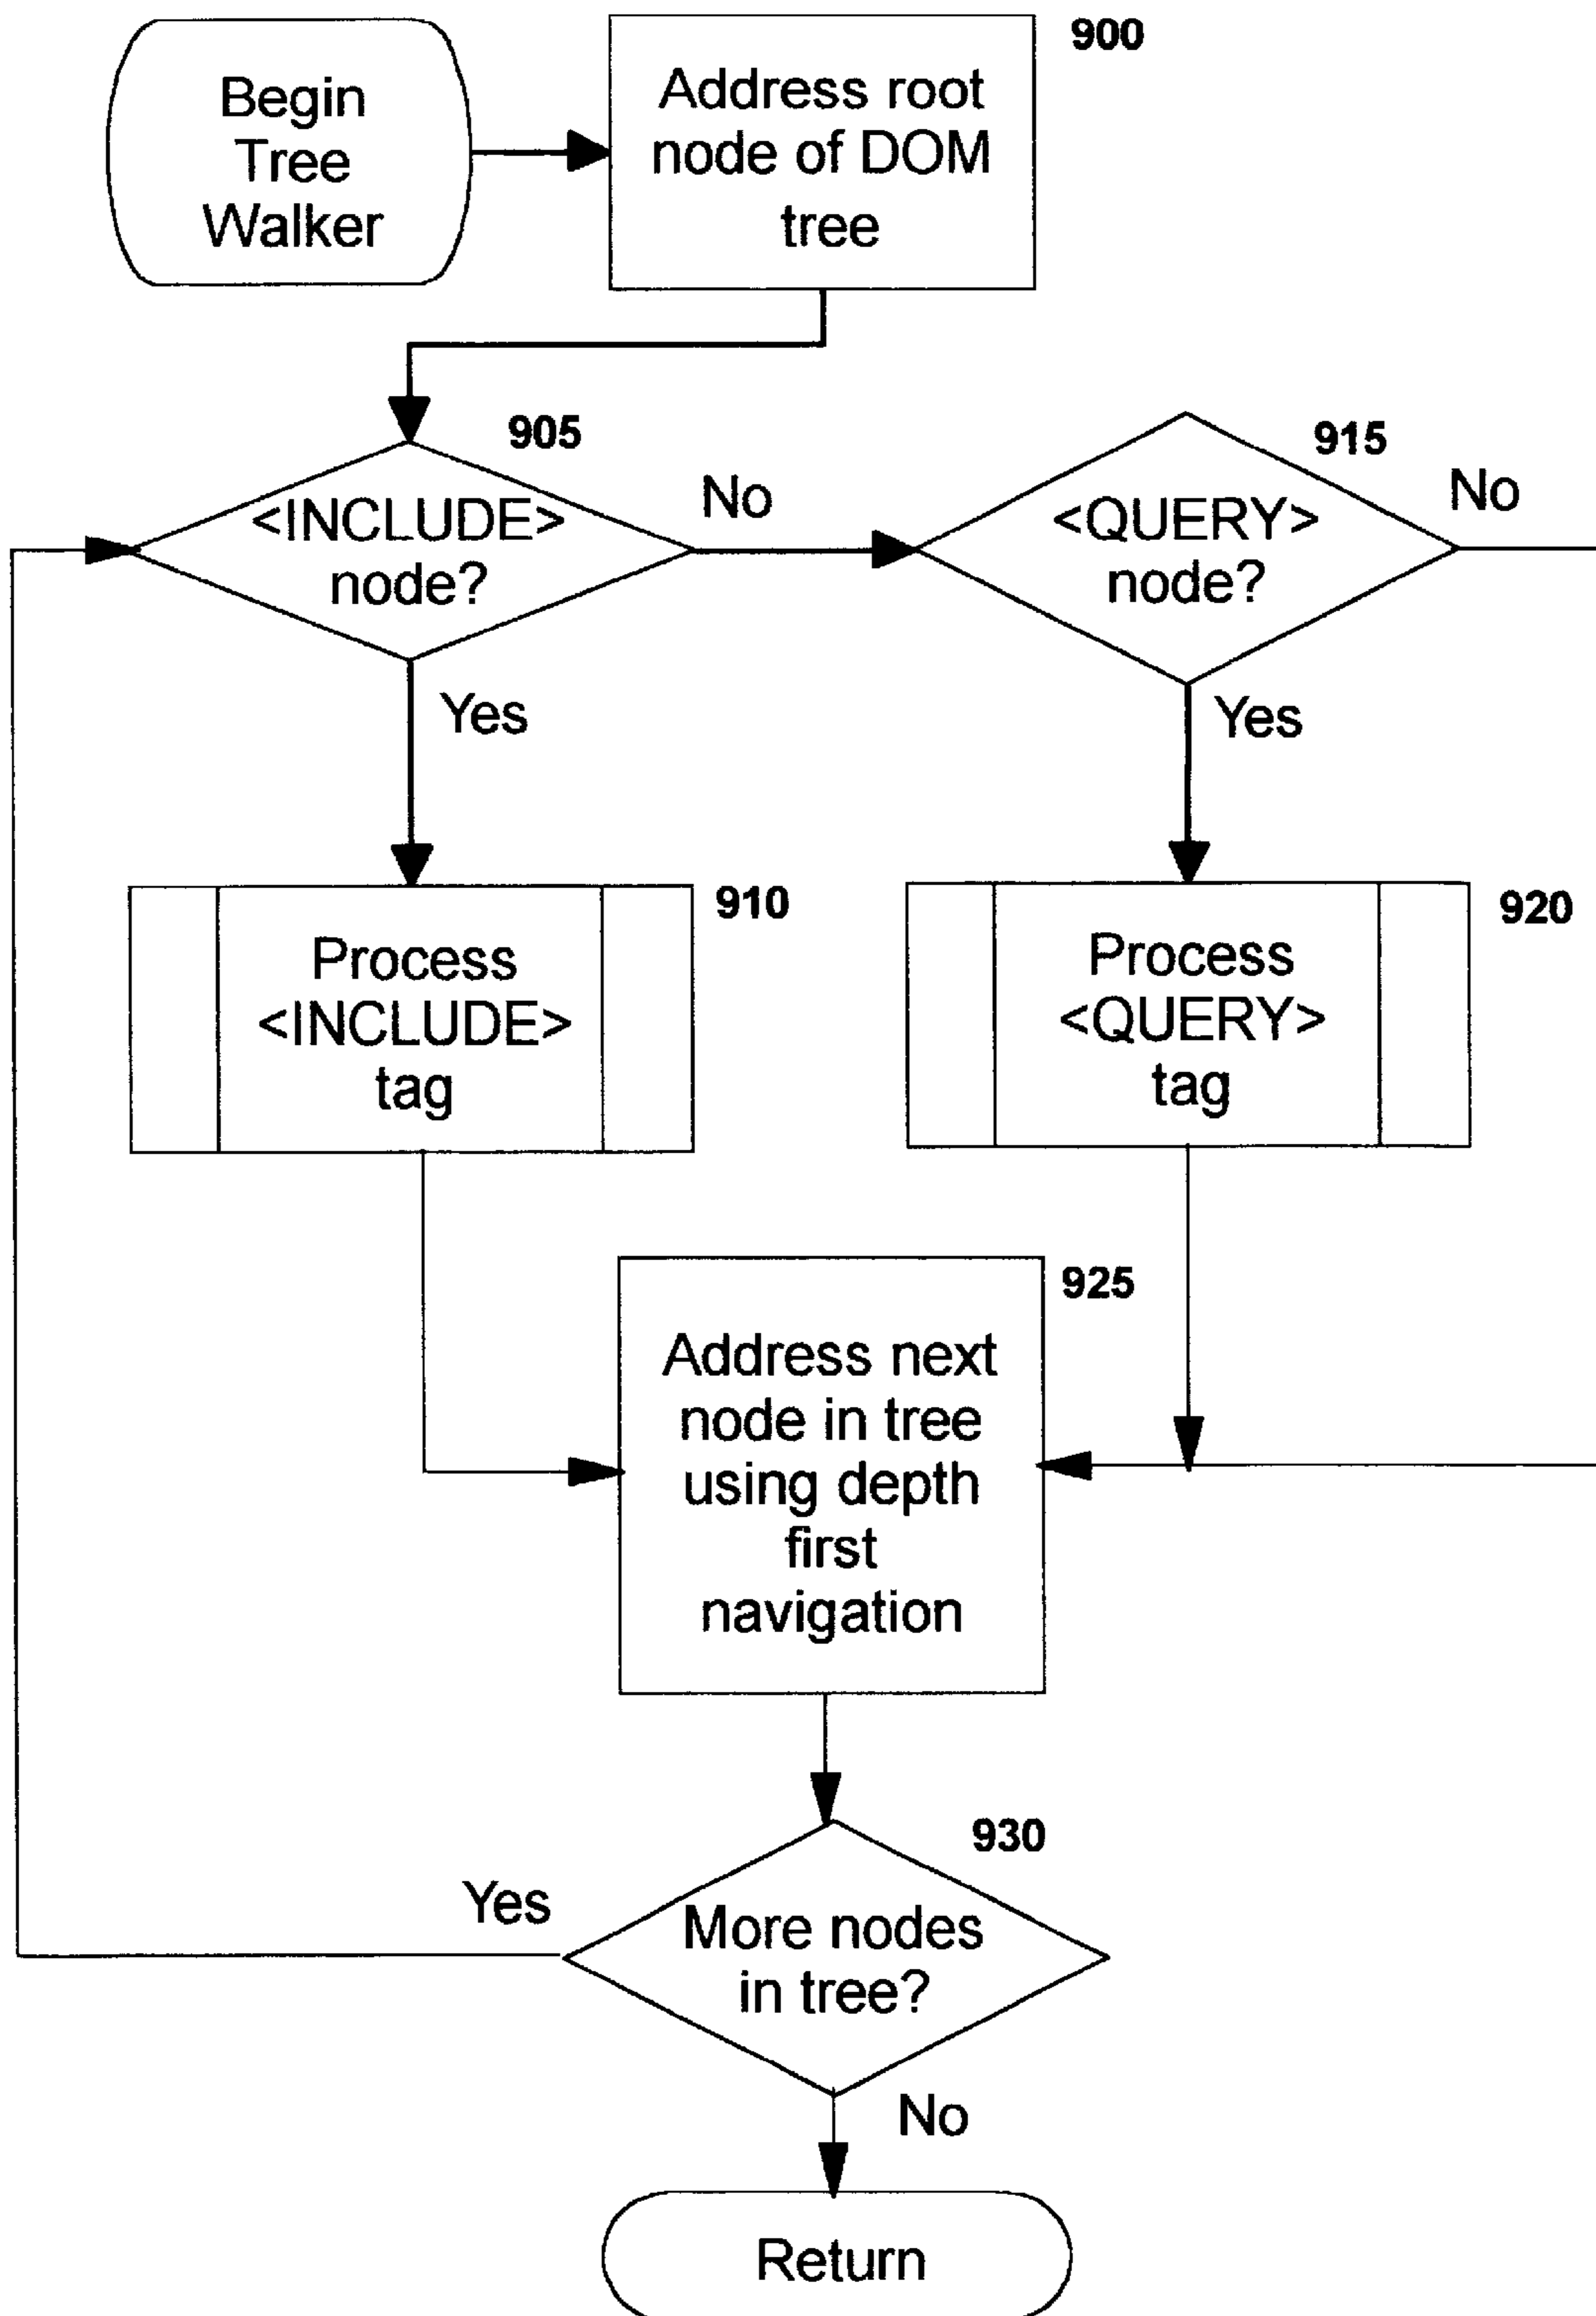 Begin
Tree
Walker
900
Address root
node of DOM
tree
905
<INCLUDE>
node?
No
915
<QUERY>
node?
No
Yes
Yes
910
Process
<INCLUDE>
tag
920
Process
<QUERY>
tag
925
Address next
node in tree
using depth
first
navigation
930
Yes
More nodes
in tree?
No
Return